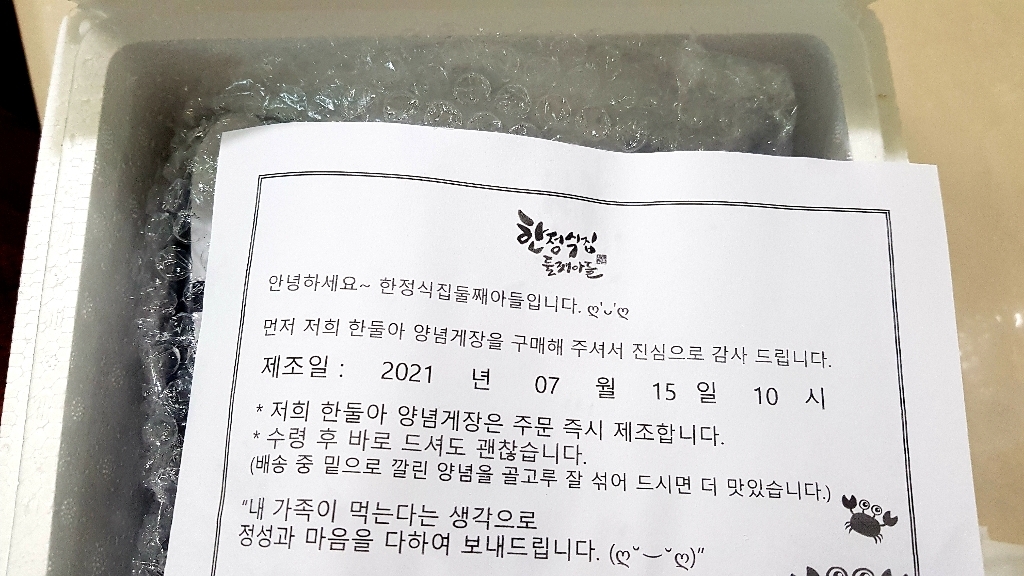 한정식집
둘째아들
안녕하세요~ 한정식집둘째아들입니다. ღ'ᴗ'ღ
먼저 저희 한둘아 양념게장을 구매해 주셔서 진심으로 감사 드립니다.
제조일 : 2021 년 07 월 15 일 10 시
* 저희 한둘아 양념게장은 주문 즉시 제조합니다.
* 수령 후 바로 드셔도 괜찮습니다.
(배송 중 밑으로 깔린 양념을 골고루 잘 섞어 드시면 더 맛있습니다.)
“내 가족이 먹는다는 생각으로
정성과 마음을 다하여 보내드립니다. (ღ˘⌣˘ღ)”